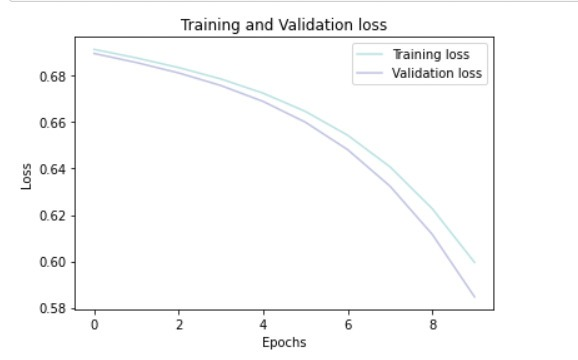 Training and Validation loss
Training loss
Validation loss
0.68
0.66
0.64
0.62
0.60
0.58
Loss
0 2 4 6 8
Epochs